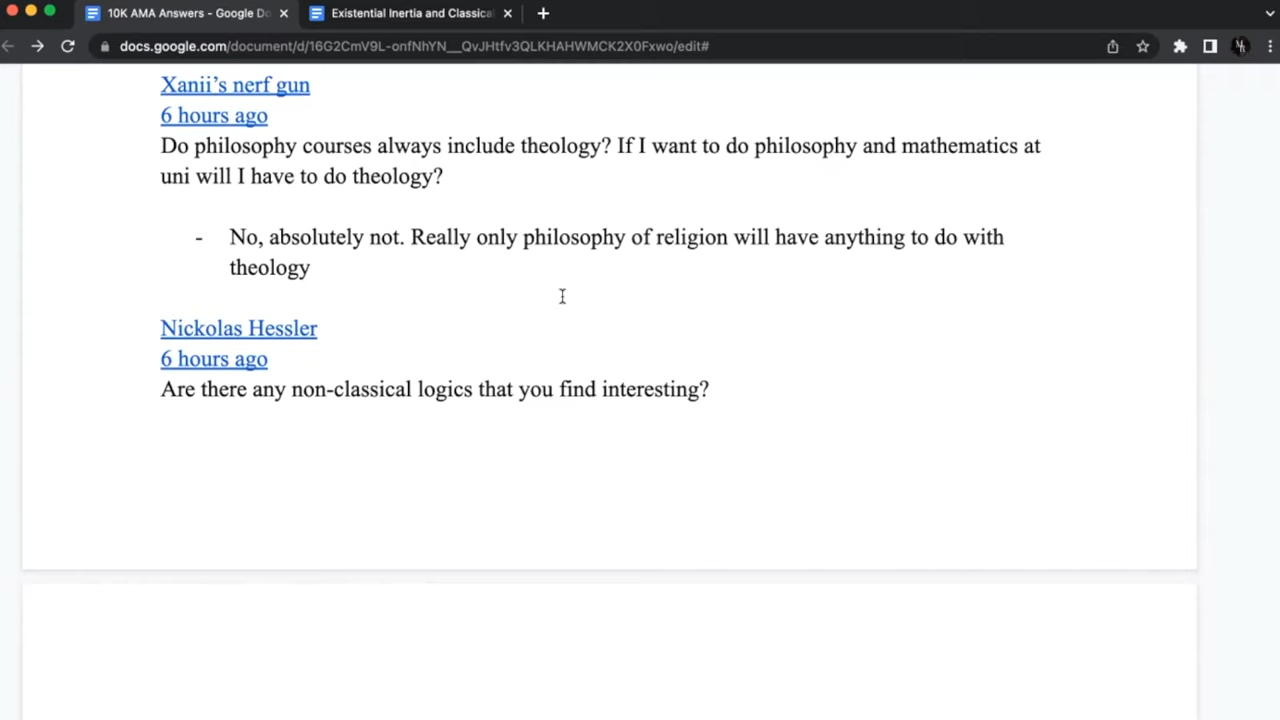 10K AMA Answers - Google Do
Existential Inertia and Classica
docs.google.com/document/d/16G2CmV9L-onfNhYN__QvJHtfv3QLKHAHWMCK2X0Fxwo/edit#
Xanii’s nerf gun
6 hours ago
Do philosophy courses always include theology? If I want to do philosophy and mathematics at
uni will I have to do theology?
- No, absolutely not. Really only philosophy of religion will have anything to do with
theology
Nickolas Hessler
6 hours ago
Are there any non-classical logics that you find interesting?